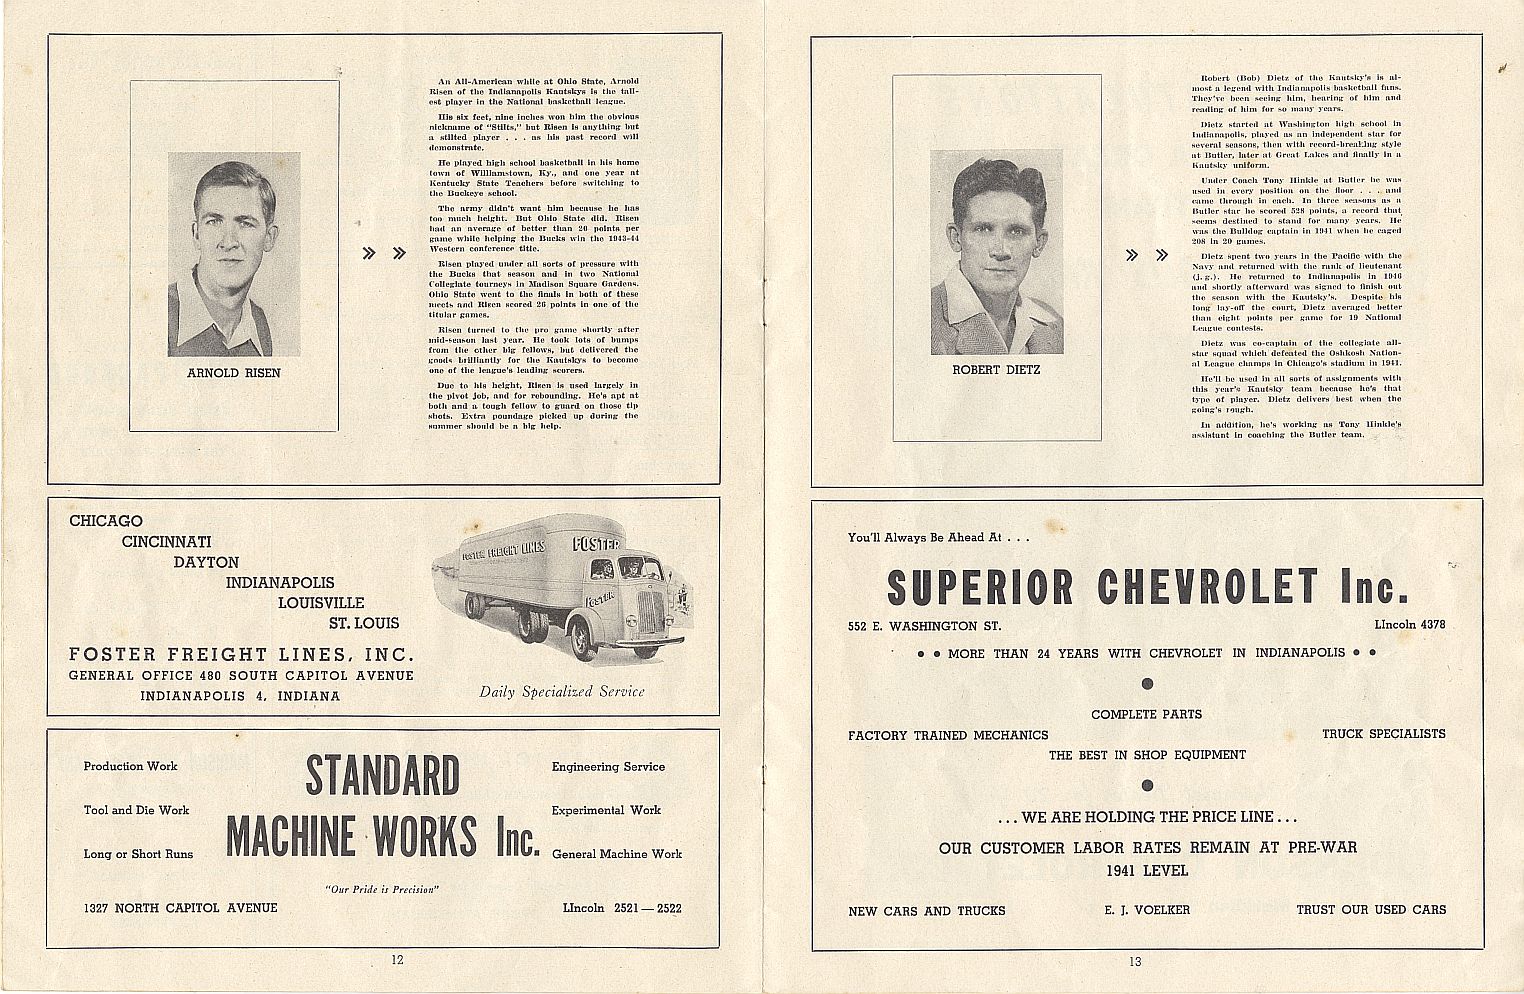 An All-American while at Ohio State, Arnold
Risen of the Indianapolis Kautskys is the tall-
est player in the National basketball league.
His six feet, nine inches won him the obvious
nickname of "Stilts," but Risen is anything but
a stilted player . . . as his past record will
demonstrate.
He played high school basketball in his home
town of Williamstown, Ky., and one year at
Kentucky State Teachers before switching to
the Buckeye school.
The army didn't want him because he has
too much height. But Ohio State did. Risen
had an average of better than 20 points per
game while helping the Bucks win the 1943-44
Western conference title.
Risen played under all sorts of pressure with
the Bucks that season and in two National
Collegiate tourneys in Madison Square Gardens.
Ohio State went to the finals in both of these
meets and Risen scored 26 points in one of the
titular games.
Risen turned to the pro game shortly after
mid-season last year. He took lots of bumps
from the other big fellows, but delivered the
goods brilliantly for the Kautskys to become
one of the league's leading scorers.
Due to his height, Risen is used largely in
the pivot job, and for rebounding. He's apt at
both and a tough fellow to guard on those tip
shots. Extra poundage picked up during the
summer should be a big help.
» »
ARNOLD RISEN
CHICAGO
CINCINNATI
DAYTON
INDIANAPOLIS
LOUISVILLE
ST. LOUIS
FOSTER FREIGHT LINES, INC.
GENERAL OFFICE 480 SOUTH CAPITOL AVENUE
INDIANAPOLIS 4, INDIANA
FOSTER FREIGHT LINES
FOSTER
FOSTER
Daily Specialized Service
Production Work
Tool and Die Work
Long or Short Runs
STANDARD
MACHINE WORKS Inc.
Engineering Service
Experimental Work
General Machine Work
"Our Pride is Precision"
1327 NORTH CAPITOL AVENUE
LIncoln 2521—2522
12
Robert (Bob) Dietz of the Kautsky's is al-
most a legend with Indianapolis basketball fans.
They've been seeing him, hearing of him and
reading of him for so many years.
Dietz started at Washington high school in
Indianapolis, played as an independent star for
several seasons, then with record-breaking style
at Butler, later at Great Lakes and finally in a
Kautsky uniform.
Under Coach Tony Hinkle at Butler he was
used in every position on the floor . . . and
came through in each. In three seasons as a
Butler star he scored 528 points, a record that
seems destined to stand for many years. He
was the Bulldog captain in 1941 when he caged
208 in 20 games.
Dietz spent two years in the Pacific with the
Navy and returned with the rank of lieutenant
(j.g.). He returned to Indianapolis in 1946
and shortly afterward was signed to finish out
the season with the Kautsky's. Despite his
long lay-off the court, Dietz averaged better
than eight points per game for 19 National
League contests.
Dietz was co-captain of the collegiate all-
star squad which defeated the Oshkosh Nation-
al League champs in Chicago's stadium in 1941.
He'll be used in all sorts of assignments with
this year's Kautsky team because he's that
type of player. Dietz delivers best when the
going's rough.
In addition, he's working as Tony Hinkle's
assistant in coaching the Butler team.
» »
ROBERT DIETZ
You'll Always Be Ahead At . . .
SUPERIOR CHEVROLET Inc.
552 E. WASHINGTON ST.
LIncoln 4378
• • MORE THAN 24 YEARS WITH CHEVROLET IN INDIANAPOLIS • •
COMPLETE PARTS
FACTORY TRAINED MECHANICS
TRUCK SPECIALISTS
THE BEST IN SHOP EQUIPMENT
. . . WE ARE HOLDING THE PRICE LINE . . .
OUR CUSTOMER LABOR RATES REMAIN AT PRE-WAR
1941 LEVEL
NEW CARS AND TRUCKS
E. J. VOELKER
TRUST OUR USED CARS
13